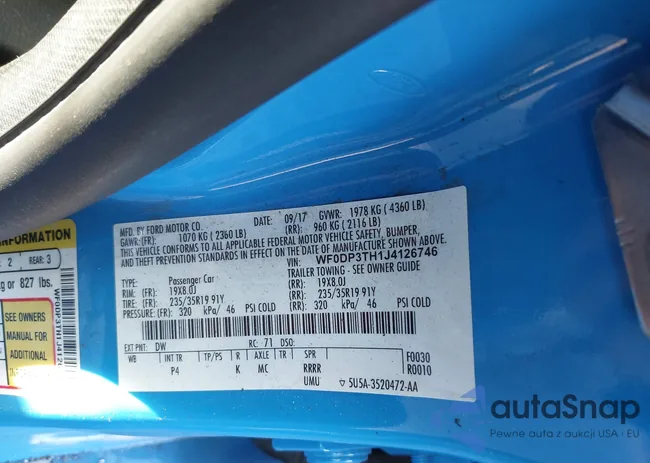 MFD. BY FORD MOTOR CO. DATE: 09/17 GVWR: 1978 KG ( 4360 LB)
GAWR:(FR) 1070 KG ( 2360 LB) (RR) 960 KG ( 2116 LB)
THIS VEHICLE CONFORMS TO ALL APPLICABLE FEDERAL MOTOR VEHICLE SAFETY, BUMPER,
AND THEFT PREVENTION STANDARDS IN EFFECT ON THE DATE OF MANUFACTURE SHOWN ABOVE.
VIN: WF0DP3TH1J4126746
TYPE: Passenger Car TRAILER TOWING - SEE OWNER MANUAL
RIM: (FR) 19X8.0J (RR) 19X8.0J
TIRE: (FR) 235/35R19 91Y (RR) 235/35R19 91Y
PRESSURE:(FR) 320 kPa/ 46 PSI COLD (RR) 320 kPa/ 46 PSI COLD
EXT PNT: DW RC: 71 DSO: F0030
WB INT TR TP/PS R AXLE TR SPR R0010
P4 K MC RRRR
UMU 5U5A-3520472-AA
INFORMATION
2 REAR: 3
kg or 827 lbs.
SEE OWNERS
MANUAL FOR
ADDITIONAL
WF0DP3TH1J4126
autaSnap
Pewne auta z aukcji USA i EU